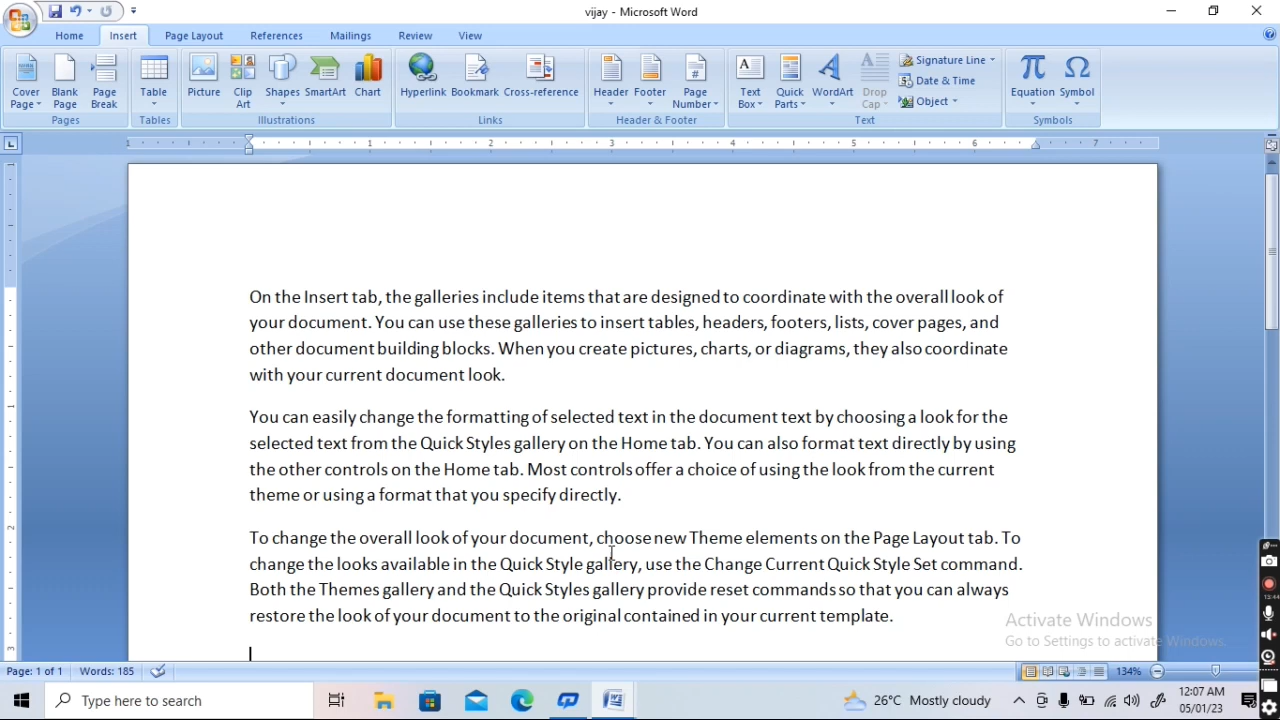 vijay - Microsoft Word
Home Insert Page Layout References Mailings Review View
Cover Page
Blank Page
Page Break
Table
Picture
Clip Art
Shapes
SmartArt
Chart
Hyperlink
Bookmark
Cross-reference
Header
Footer
Page Number
Text Box
Quick Parts
WordArt
Drop Cap
Signature Line
Date & Time
Object
Equation
Symbol
Pages Tables Illustrations Links Header & Footer Text Symbols
1 1 2 3 4 5 6 7
On the Insert tab, the galleries include items that are designed to coordinate with the overall look of
your document. You can use these galleries to insert tables, headers, footers, lists, cover pages, and
other document building blocks. When you create pictures, charts, or diagrams, they also coordinate
with your current document look.
You can easily change the formatting of selected text in the document text by choosing a look for the
selected text from the Quick Styles gallery on the Home tab. You can also format text directly by using
the other controls on the Home tab. Most controls offer a choice of using the look from the current
theme or using a format that you specify directly.
To change the overall look of your document, choose new Theme elements on the Page Layout tab. To
change the looks available in the Quick Style gallery, use the Change Current Quick Style Set command.
Both the Themes gallery and the Quick Styles gallery provide reset commands so that you can always
restore the look of your document to the original contained in your current template.
Activate Windows
Go to Settings to activate Windows.
13:44
Page: 1 of 1 Words: 185 134%
Type here to search
26°C Mostly cloudy
12:07 AM
05/01/23